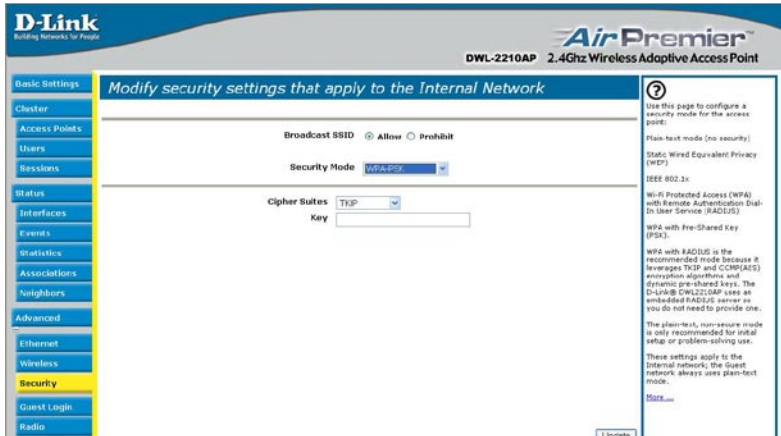 D-Link
Building Networks for People
AirPremier™
DWL-2210AP 2.4Ghz Wireless Adaptive Access Point
Basic Settings
Cluster
Access Points
Users
Sessions
Status
Interfaces
Events
Statistics
Associations
Neighbors
Advanced
Ethernet
Wireless
Security
Guest Login
Radio
Modify security settings that apply to the Internal Network
Broadcast SSID Allow Prohibit
Security Mode WPA-PSK
Cipher Suites TKIP
Key
Update
?
Use this page to configure a
security mode for the access
point:
Plain-text mode (no security)
Static Wired Equivalent Privacy
(WEP)
IEEE 802.1x
Wi-Fi Protected Access (WPA)
with Remote Authentication Dial-
In User Service (RADIUS)
WPA with Pre-Shared Key
(PSK).
WPA with RADIUS is the
recommended mode because it
leverages TKIP and CCMP(AES)
encryption algorithms and
dynamic pre-shared keys. The
D-Link® DWL2210AP uses an
embedded RADIUS server so
you do not need to provide one.
The plain-text, non-secure mode
is only recommended for initial
setup or problem-solving use.
These settings apply to the
Internal network; the Guest
network always uses plain-text
mode.
More ...